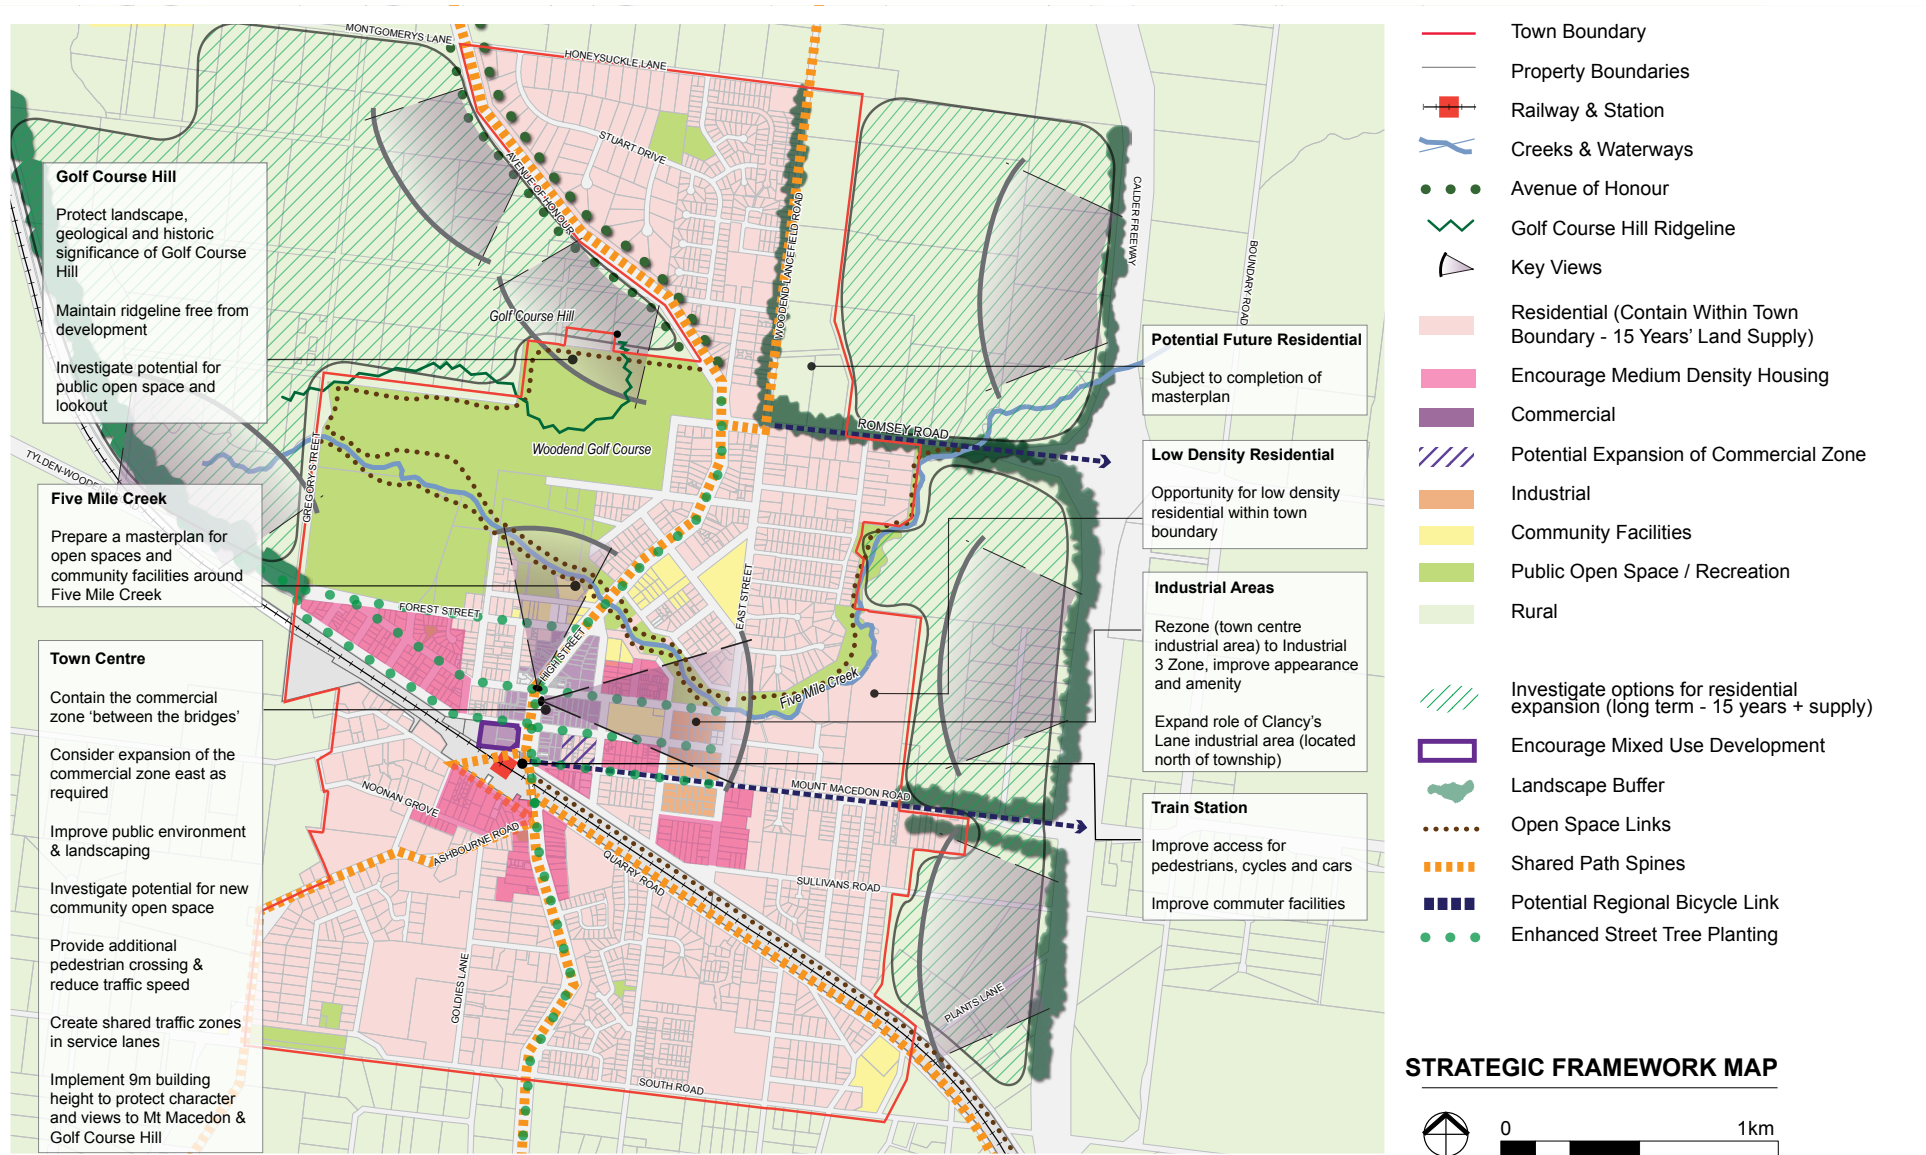 MONTGOMERYS LANE
HONEYSUCKLE LANE
STUART DRIVE
AVENUE OF HONOUR
WOODEND-LANCEFIELD ROAD
CALDER FREEWAY
BOUNDARY ROAD
Golf Course Hill
Protect landscape,
geological and historic
significance of Golf Course
Hill
Maintain ridgeline free from
development
Investigate potential for
public open space and
lookout
Golf Course Hill
Woodend Golf Course
ROMSEY ROAD
GREGORY STREET
TYLDEN-WOODEND
Potential Future Residential
Subject to completion of
masterplan
Low Density Residential
Opportunity for low density
residential within town
boundary
Five Mile Creek
Prepare a masterplan for
open spaces and
community facilities around
Five Mile Creek
FOREST STREET
HIGH STREET
EAST STREET
Five Mile Creek
Industrial Areas
Rezone (town centre
industrial area) to Industrial
3 Zone, improve appearance
and amenity
Expand role of Clancy's
Lane industrial area (located
north of township)
Town Centre
Contain the commercial
zone 'between the bridges'
Consider expansion of the
commercial zone east as
required
Improve public environment
& landscaping
Investigate potential for new
community open space
Provide additional
pedestrian crossing &
reduce traffic speed
Create shared traffic zones
in service lanes
Implement 9m building
height to protect character
and views to Mt Macedon &
Golf Course Hill
NOONAN GROVE
ASHBOURNE ROAD
QUARRY ROAD
MOUNT MACEDON ROAD
SULLIVANS ROAD
GOLDIES LANE
PLANTS LANE
SOUTH ROAD
Train Station
Improve access for
pedestrians, cycles and cars
Improve commuter facilities
Town Boundary
Property Boundaries
Railway & Station
Creeks & Waterways
Avenue of Honour
Golf Course Hill Ridgeline
Key Views
Residential (Contain Within Town
Boundary - 15 Years' Land Supply)
Encourage Medium Density Housing
Commercial
Potential Expansion of Commercial Zone
Industrial
Community Facilities
Public Open Space / Recreation
Rural
Investigate options for residential
expansion (long term - 15 years + supply)
Encourage Mixed Use Development
Landscape Buffer
Open Space Links
Shared Path Spines
Potential Regional Bicycle Link
Enhanced Street Tree Planting
STRATEGIC FRAMEWORK MAP
0 1km